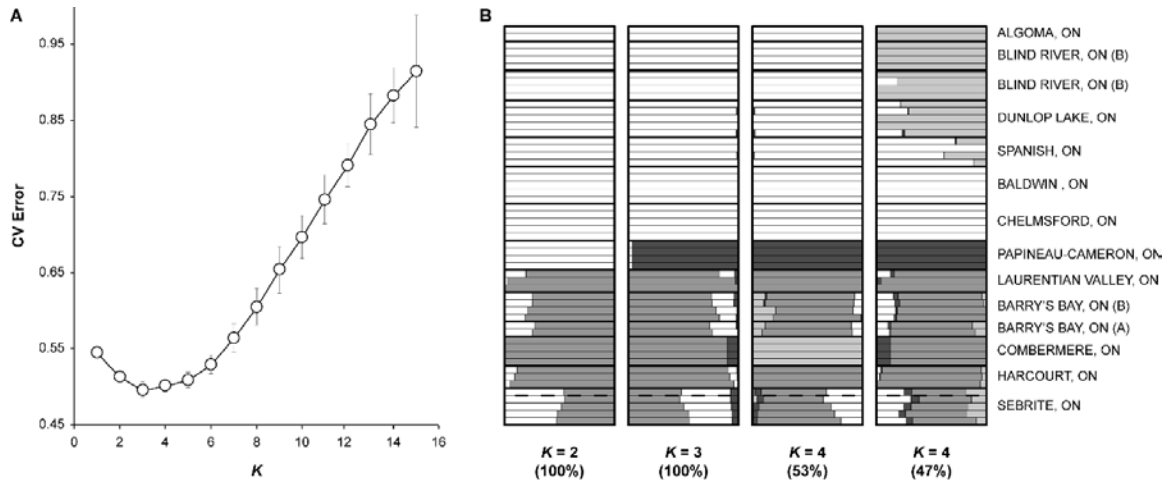 A
B
0.95
0.85
0.75
0.65
0.55
0.45
CV Error
0 2 4 6 8 10 12 14 16
K
ALGOMA, ON
BLIND RIVER, ON (B)
BLIND RIVER, ON (B)
DUNLOP LAKE, ON
SPANISH, ON
BALDWIN , ON
CHELMSFORD, ON
PAPINEAU-CAMERON, ON
LAURENTIAN VALLEY, ON
BARRY'S BAY, ON (B)
BARRY'S BAY, ON (A)
COMBERMERE, ON
HARCOURT, ON
SEBRITE, ON
K = 2 K = 3 K = 4 K = 4
(100%) (100%) (53%) (47%)